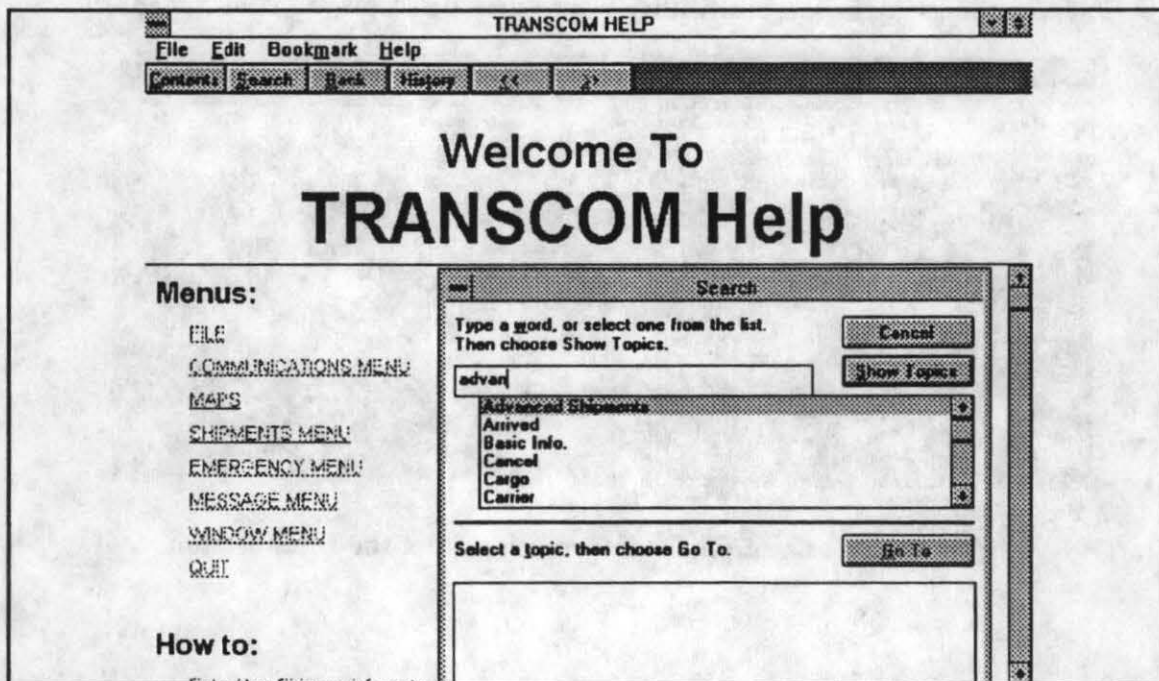 TRANSCOM HELP
File Edit Bookmark Help
Contents Search Back History << >>
Welcome To
TRANSCOM Help
Menus:
FILE
COMMUNICATIONS MENU
MAPS
SHIPMENTS MENU
EMERGENCY MENU
MESSAGE MENU
WINDOW MENU
QUIT
How to:
Search
Type a word, or select one from the list.
Then choose Show Topics.
Cancel
Show Topics
advan
Advanced Shipments
Arrived
Basic Info.
Cancel
Cargo
Carrier
Select a topic, then choose Go To.
Go To